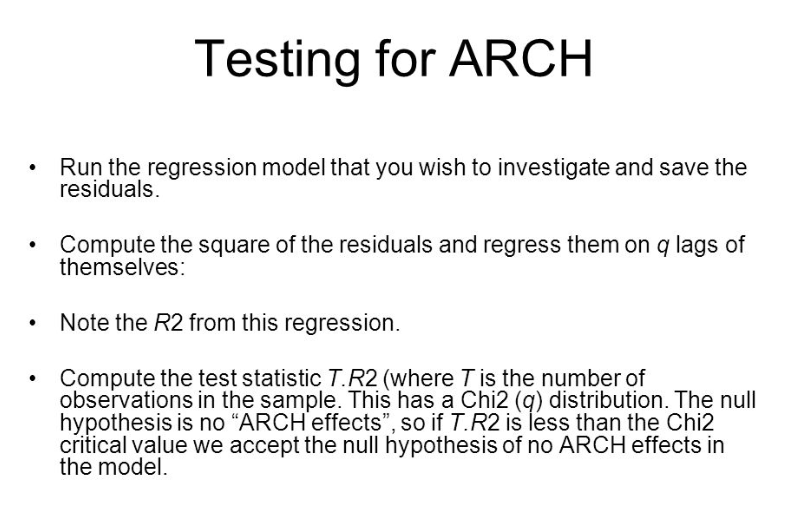 Testing for ARCH
• Run the regression model that you wish to investigate and save the
residuals.
• Compute the square of the residuals and regress them on q lags of
themselves:
• Note the R2 from this regression.
• Compute the test statistic T.R2 (where T is the number of
observations in the sample. This has a Chi2 (q) distribution. The null
hypothesis is no “ARCH effects”, so if T.R2 is less than the Chi2
critical value we accept the null hypothesis of no ARCH effects in
the model.